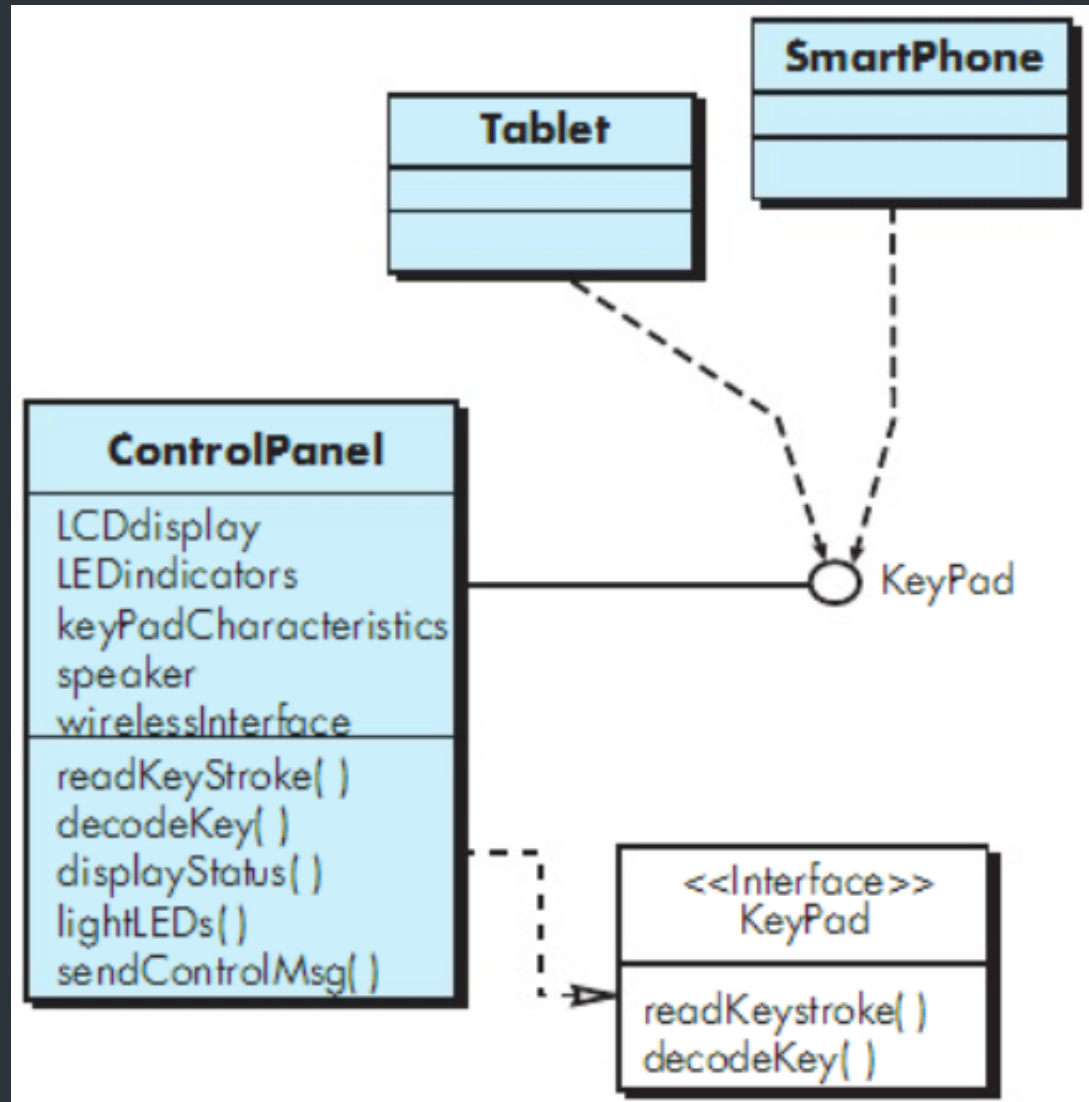 SmartPhone
Tablet
ControlPanel
LCDdisplay
LEDindicators
keyPadCharacteristics
speaker
wirelessInterface
readKeyStroke( )
decodeKey( )
displayStatus( )
lightLEDs( )
sendControlMsg( )
KeyPad
<<Interface>>
KeyPad
readKeystroke( )
decodeKey( )